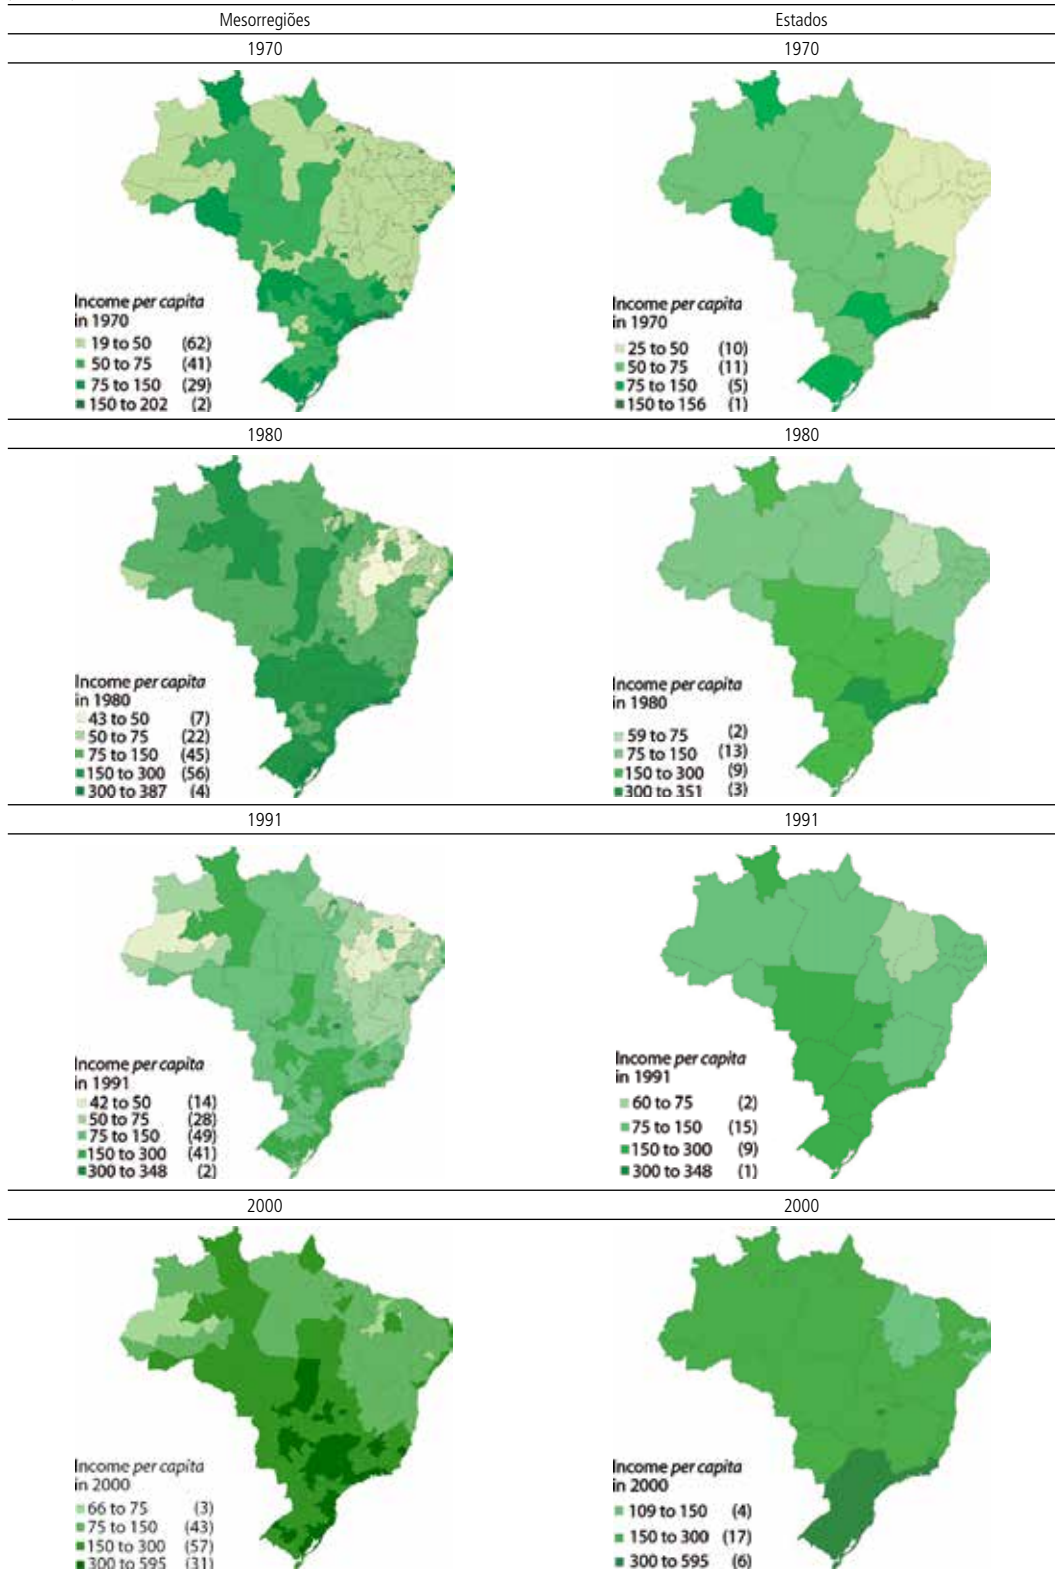 Mesorregiões Estados
1970 1970
Income per capita
in 1970
19 to 50 (62)
50 to 75 (41)
75 to 150 (29)
150 to 202 (2)
Income per capita
in 1970
25 to 50 (10)
50 to 75 (11)
75 to 150 (5)
150 to 156 (1)
1980 1980
Income per capita
in 1980
43 to 50 (7)
50 to 75 (22)
75 to 150 (45)
150 to 300 (56)
300 to 387 (4)
Income per capita
in 1980
59 to 75 (2)
75 to 150 (13)
150 to 300 (9)
300 to 351 (3)
1991 1991
Income per capita
in 1991
42 to 50 (14)
50 to 75 (28)
75 to 150 (49)
150 to 300 (41)
300 to 348 (2)
Income per capita
in 1991
60 to 75 (2)
75 to 150 (15)
150 to 300 (9)
300 to 348 (1)
2000 2000
Income per capita
in 2000
66 to 75 (3)
75 to 150 (43)
150 to 300 (57)
300 to 595 (31)
Income per capita
in 2000
109 to 150 (4)
150 to 300 (17)
300 to 595 (6)